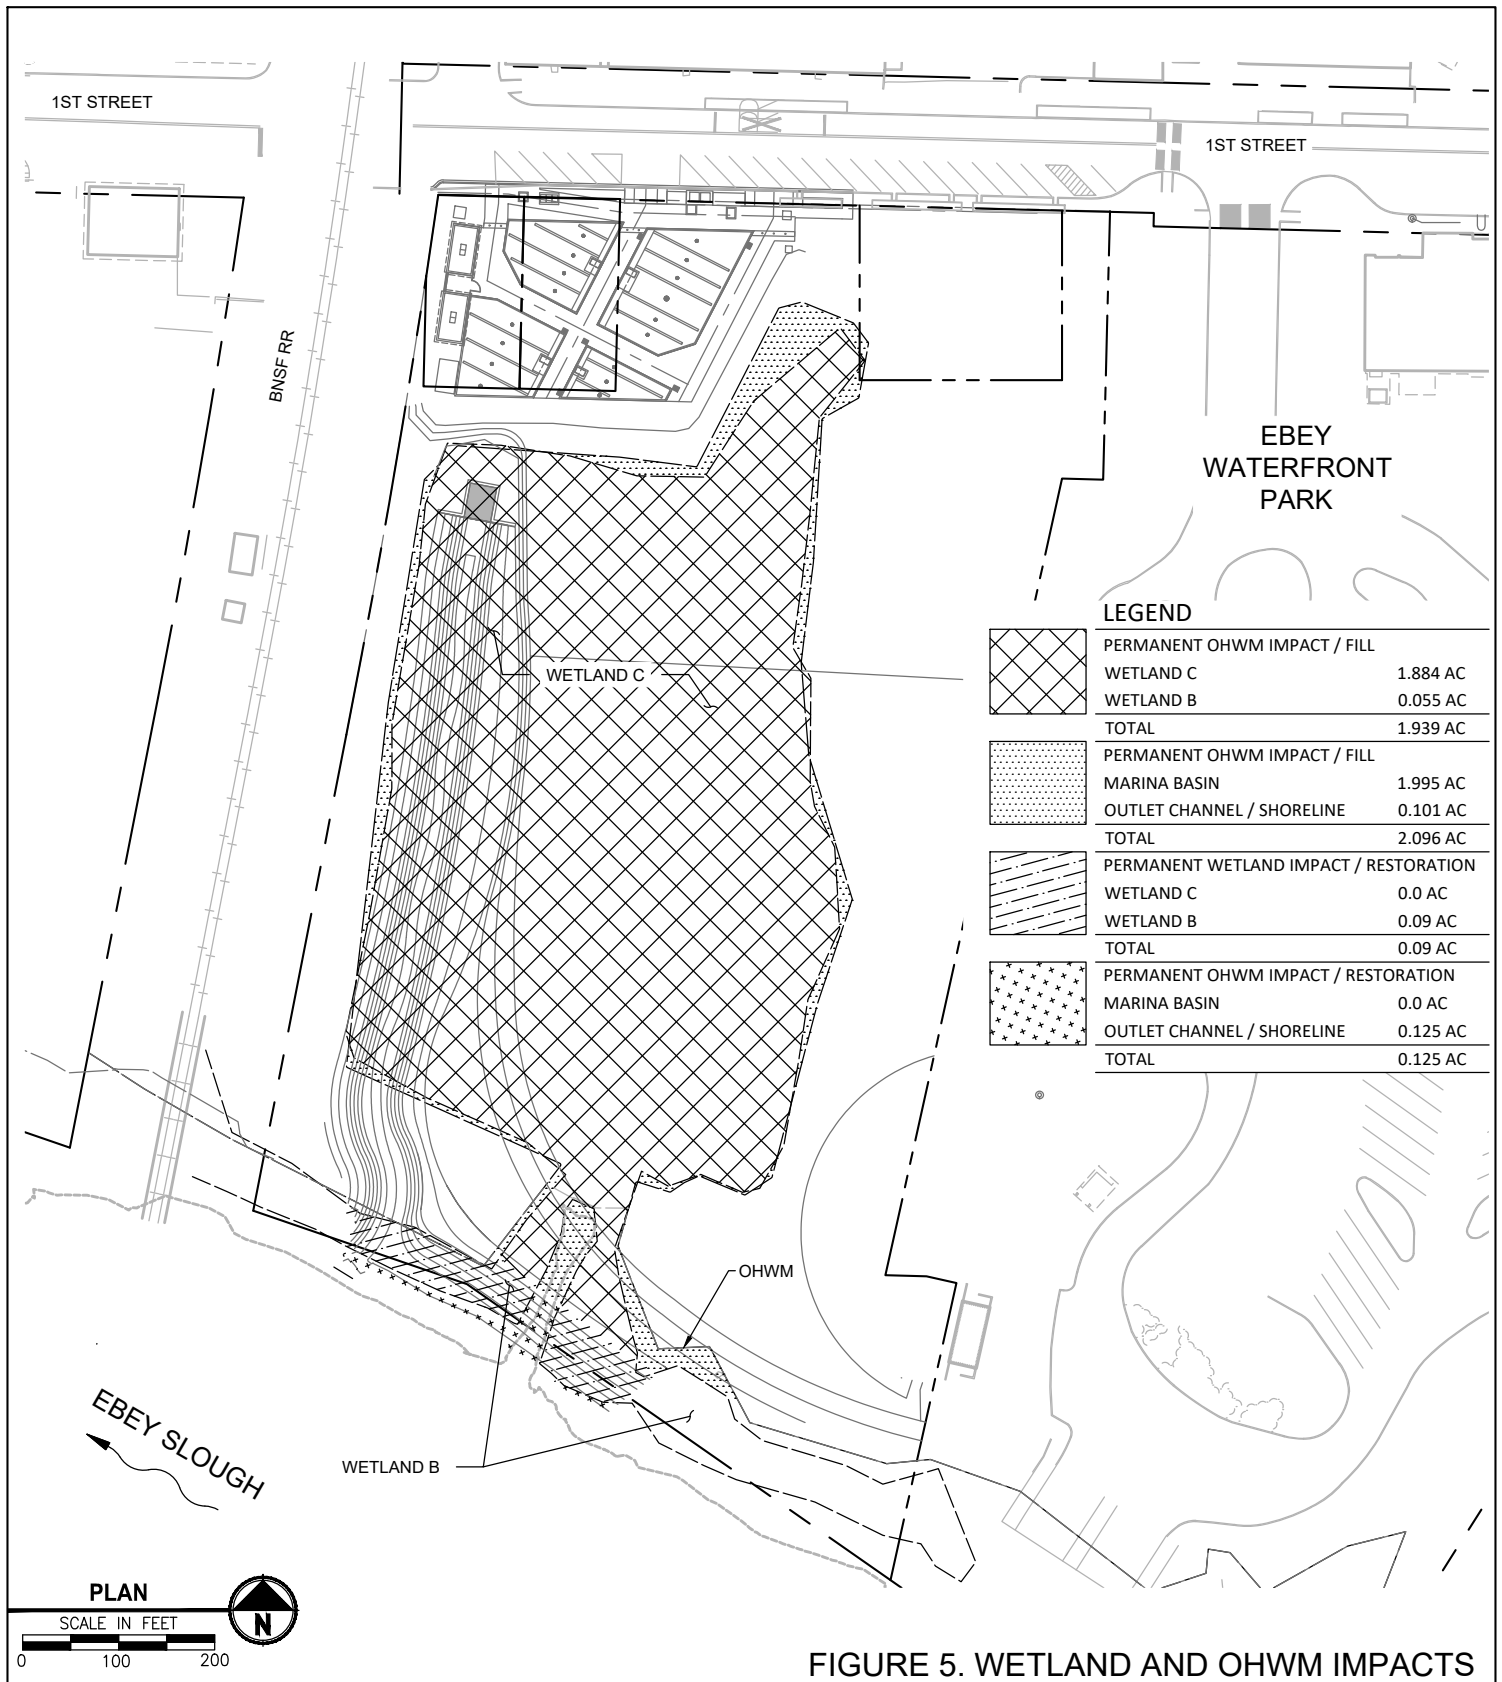 1ST STREET
1ST STREET
BNSF RR
EBEY
WATERFRONT
PARK
LEGEND
PERMANENT OHWM IMPACT / FILL
WETLAND C 1.884 AC
WETLAND B 0.055 AC
TOTAL 1.939 AC
PERMANENT OHWM IMPACT / FILL
MARINA BASIN 1.995 AC
OUTLET CHANNEL / SHORELINE 0.101 AC
TOTAL 2.096 AC
PERMANENT WETLAND IMPACT / RESTORATION
WETLAND C 0.0 AC
WETLAND B 0.09 AC
TOTAL 0.09 AC
PERMANENT OHWM IMPACT / RESTORATION
MARINA BASIN 0.0 AC
OUTLET CHANNEL / SHORELINE 0.125 AC
TOTAL 0.125 AC
WETLAND C
OHWM
EBEY SLOUGH
WETLAND B
PLAN
SCALE IN FEET
0 100 200
N
FIGURE 5. WETLAND AND OHWM IMPACTS